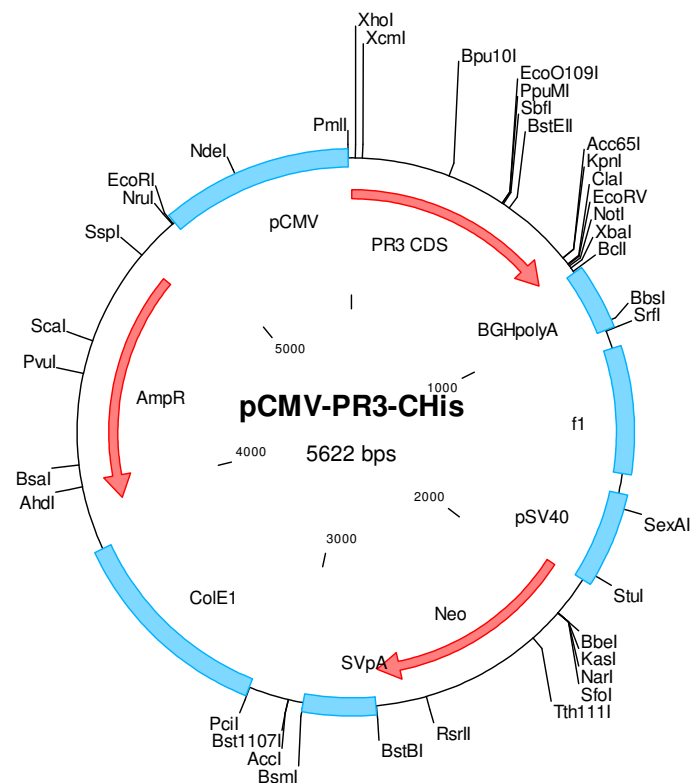 XhoI
XcmI
Bpu10I
EcoO109I
PpuMI
SbfI
BstEII
PmlI
NdeI
Acc65I
KpnI
ClaI
EcoRV
NotI
XbaI
BclI
EcoRI
NruI
SspI
pCMV
PR3 CDS
BbsI
SrfI
BGHpolyA
ScaI
PvuI
5000
1000
AmpR
pCMV-PR3-CHis
5622 bps
f1
4000
2000
3000
BsaI
AhdI
pSV40
SexAI
ColE1
Neo
StuI
SVpA
BbeI
KasI
NarI
SfoI
Tth111I
PciI
Bst1107I
AccI
BsmI
BstBI
RsrII